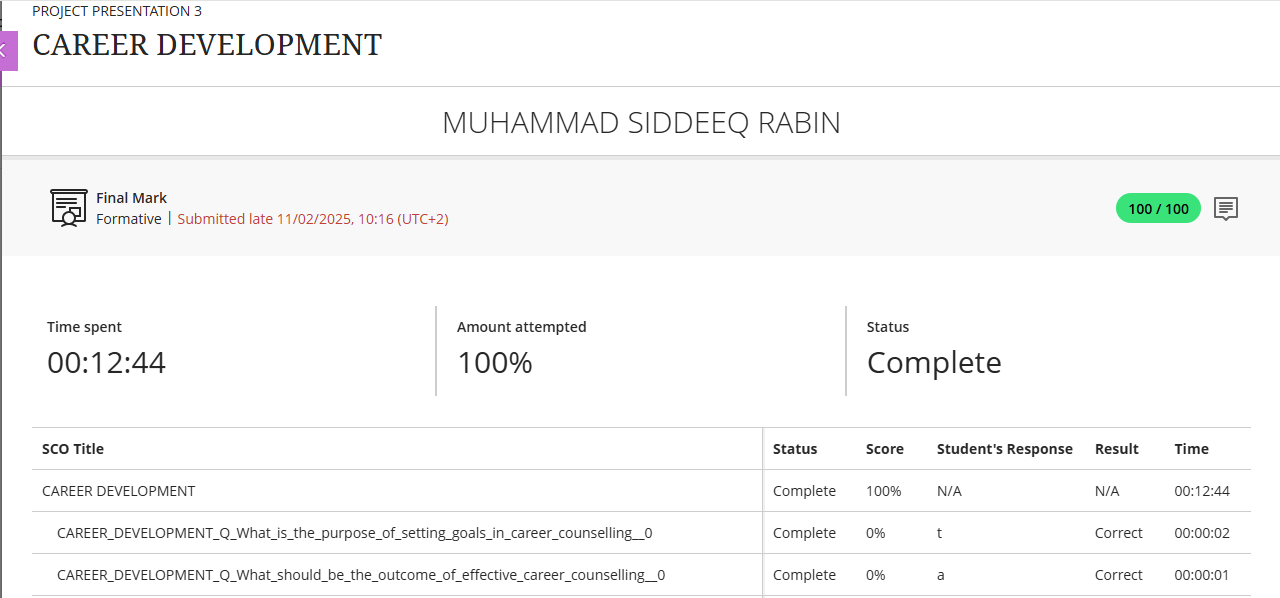 PROJECT PRESENTATION 3
CAREER DEVELOPMENT
MUHAMMAD SIDDEEQ RABIN
Final Mark
Formative | Submitted late 11/02/2025, 10:16 (UTC+2)
100 / 100
Time spent
00:12:44
Amount attempted
100%
Status
Complete
SCO Title Status Score Student's Response Result Time
CAREER DEVELOPMENT Complete 100% N/A N/A 00:12:44
CAREER_DEVELOPMENT_Q_What_is_the_purpose_of_setting_goals_in_career_counselling__0 Complete 0% t Correct 00:00:02
CAREER_DEVELOPMENT_Q_What_should_be_the_outcome_of_effective_career_counselling__0 Complete 0% a Correct 00:00:01